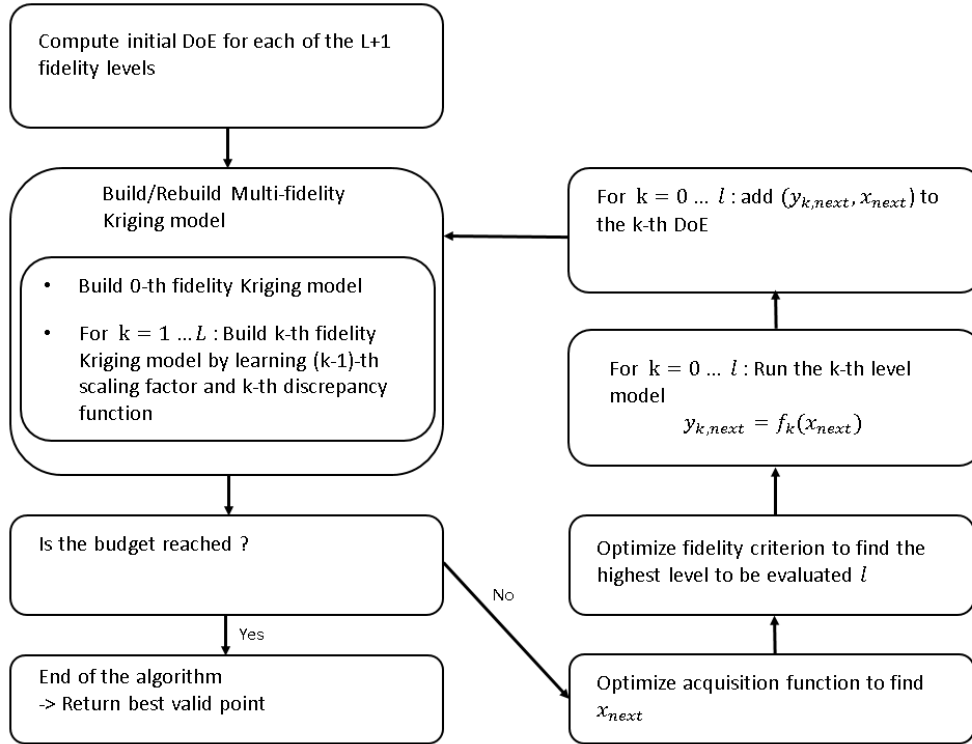 Compute initial DoE for each of the L+1
fidelity levels
Build/Rebuild Multi-fidelity
Kriging model
• Build 0-th fidelity Kriging model
• For k = 1 … L : Build k-th fidelity
Kriging model by learning (k-1)-th
scaling factor and k-th discrepancy
function
Is the budget reached ?
Yes
No
End of the algorithm
-> Return best valid point
Optimize acquisition function to find
x_{next}
Optimize fidelity criterion to find the
highest level to be evaluated l
For k = 0 … l : Run the k-th level
model
y_{k,next} = f_k(x_{next})
For k = 0 … l : add (y_{k,next}, x_{next}) to
the k-th DoE